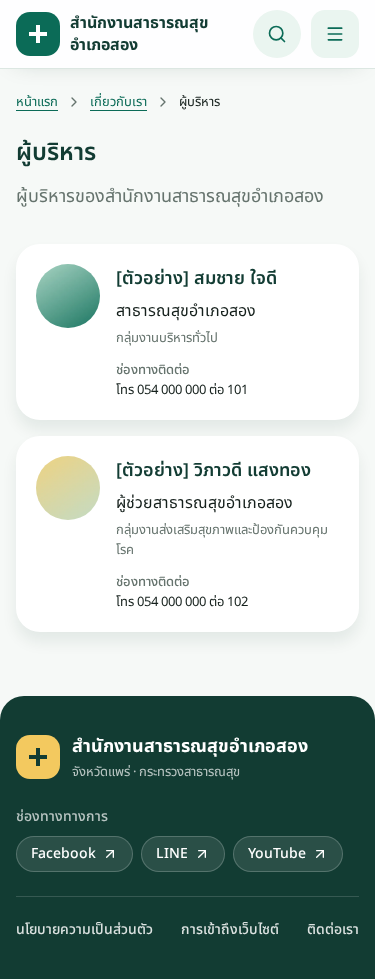 สำนักงานสาธารณสุข
อำเภอสอง
หน้าแรก > เกี่ยวกับเรา > ผู้บริหาร
ผู้บริหาร
ผู้บริหารของสำนักงานสาธารณสุขอำเภอสอง
[ตัวอย่าง] สมชาย ใจดี
สาธารณสุขอำเภอสอง
กลุ่มงานบริหารทั่วไป
ช่องทางติดต่อ
โทร 054 000 000 ต่อ 101
[ตัวอย่าง] วิภาวดี แสงทอง
ผู้ช่วยสาธารณสุขอำเภอสอง
กลุ่มงานส่งเสริมสุขภาพและป้องกันควบคุม
โรค
ช่องทางติดต่อ
โทร 054 000 000 ต่อ 102
สำนักงานสาธารณสุขอำเภอสอง
จังหวัดแพร่ · กระทรวงสาธารณสุข
ช่องทางทางการ
Facebook LINE YouTube
นโยบายความเป็นส่วนตัว การเข้าถึงเว็บไซต์ ติดต่อเรา